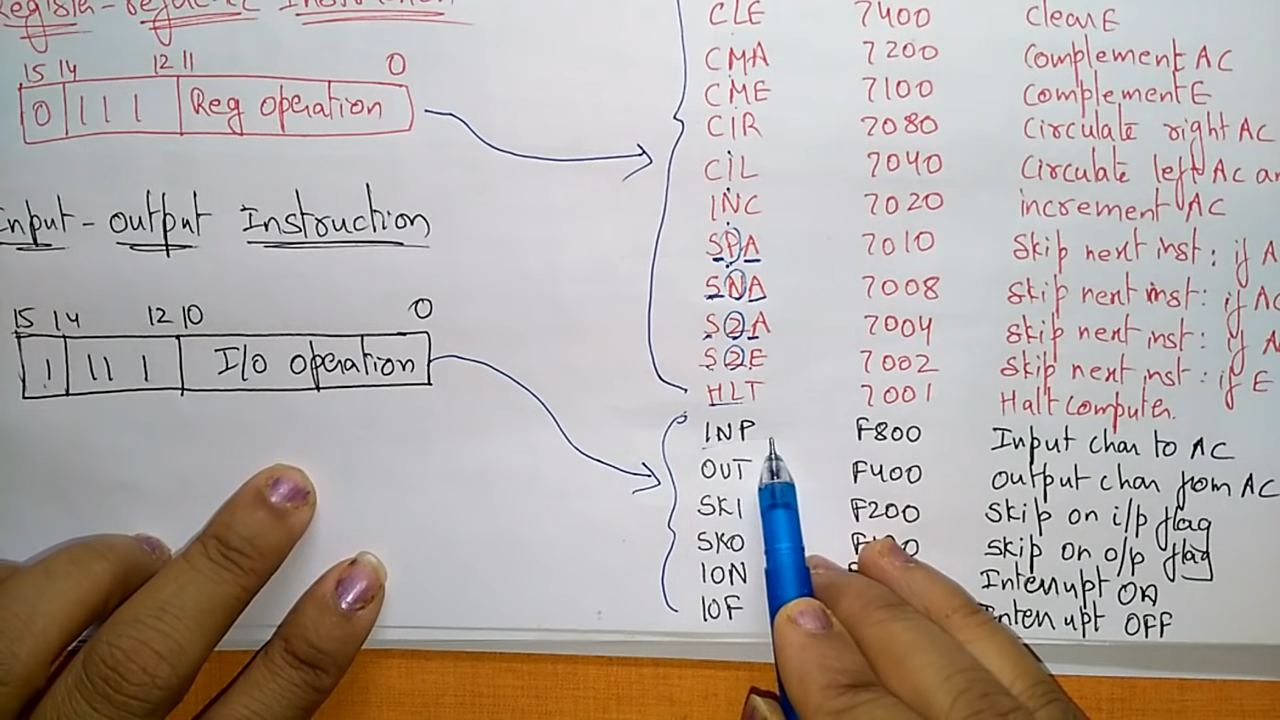 Register-reference Instruction
15 14 12 11 0
0 1 1 1 Reg operation
Input-output Instruction
15 14 12 10 0
1 1 1 1 I/O operation
CLE 7400 clear E
CMA 7200 complement AC
CME 7100 complement E
CIR 7080 circulate right AC
CIL 7040 circulate left AC an
INC 7020 increment AC
SPA 7010 Skip next inst: if A
SNA 7008 skip next inst: if AC
SZA 7004 skip next inst: if A
SZE 7002 skip next inst: if E
HLT 7001 Halt computer.
INP F800 Input char to AC
OUT F400 output char from AC
SKI F200 skip on i/p flag
SKO skip on o/p flag
ION Interrupt ON
IOF Interrupt OFF